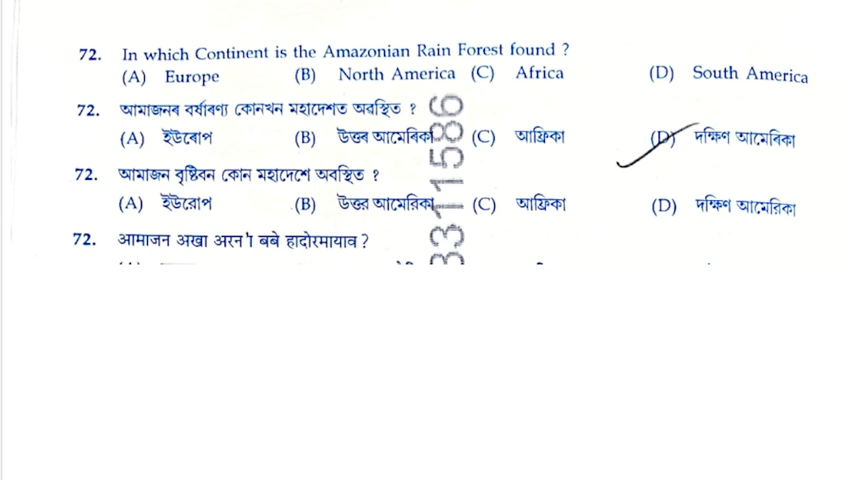 72. In which Continent is the Amazonian Rain Forest found ?
(A) Europe (B) North America (C) Africa (D) South America
72. আমাজনৰ বৰ্ষাৰণ্য কোনখন মহাদেশত অৱস্থিত ?
(A) ইউৰোপ (B) উত্তৰ আমেৰিকা (C) আফ্ৰিকা (D) দক্ষিণ আমেৰিকা
72. আমাজন বৃষ্টিবন কোন মহাদেশে অবস্থিত ?
(A) ইউরোপ (B) উত্তর আমেরিকা (C) আফ্রিকা (D) দক্ষিণ আমেরিকা
72. आमाजन अखा अरन'া बबे हादोरमायाव ?
33111586